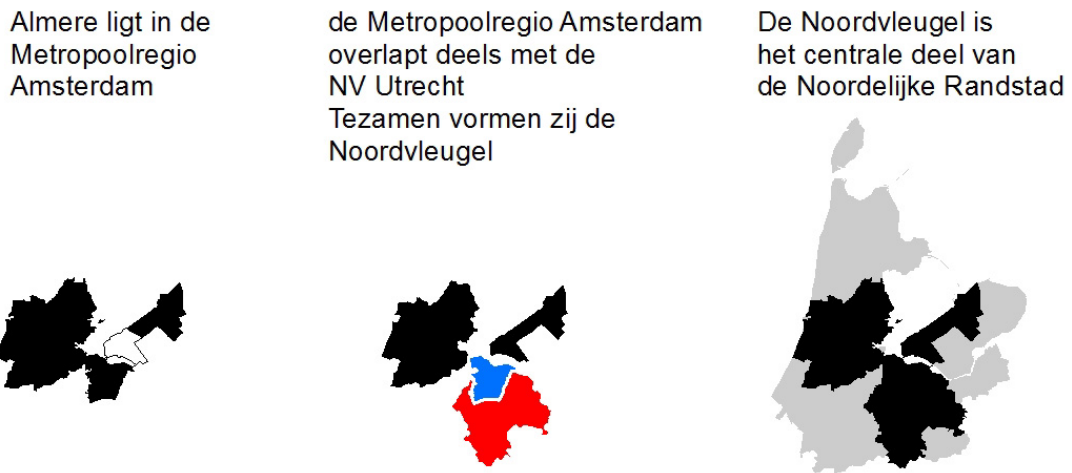 Almere ligt in de
Metropoolregio
Amsterdam
de Metropoolregio Amsterdam
overlapt deels met de
NV Utrecht
Tezamen vormen zij de
Noordvleugel
De Noordvleugel is
het centrale deel van
de Noordelijke Randstad